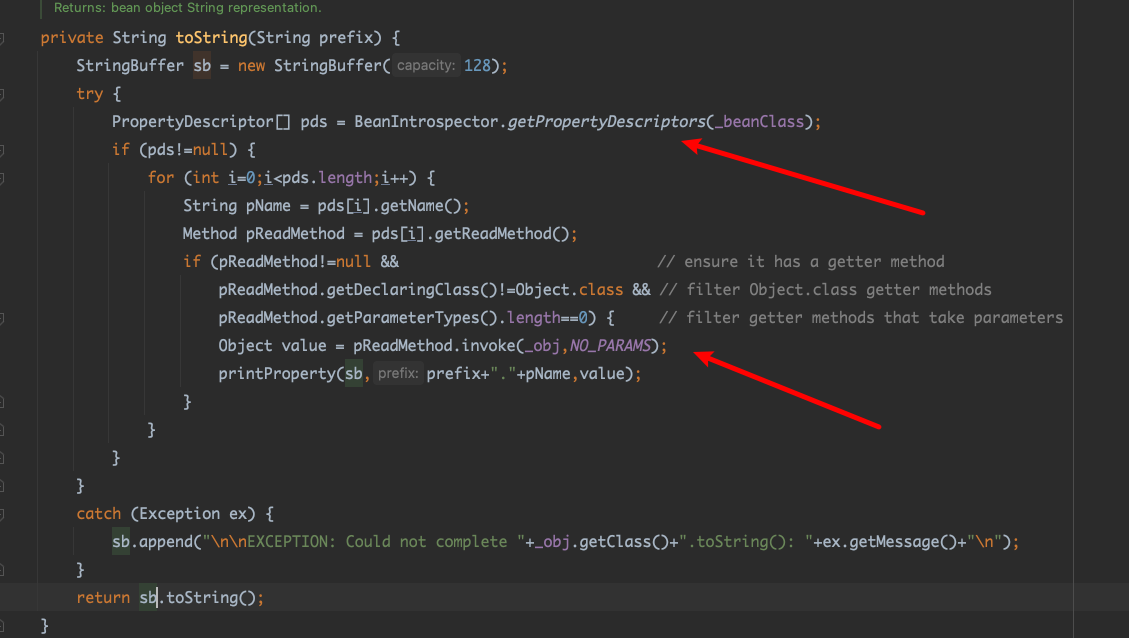 Returns: bean object String representation.
private String toString(String prefix) {
StringBuffer sb = new StringBuffer( capacity: 128);
try {
PropertyDescriptor[] pds = BeanIntrospector.getPropertyDescriptors(_beanClass);
if (pds!=null) {
for (int i=0;i<pds.length;i++) {
String pName = pds[i].getName();
Method pReadMethod = pds[i].getReadMethod();
if (pReadMethod!=null && // ensure it has a getter method
pReadMethod.getDeclaringClass()!=Object.class && // filter Object.class getter methods
pReadMethod.getParameterTypes().length==0) { // filter getter methods that take parameters
Object value = pReadMethod.invoke(_obj,NO_PARAMS);
printProperty(sb, prefix: prefix+"."+pName,value);
}
}
}
}
catch (Exception ex) {
sb.append("\n\nEXCEPTION: Could not complete "+_obj.getClass()+".toString(): "+ex.getMessage()+"\n");
}
return sb.toString();
}